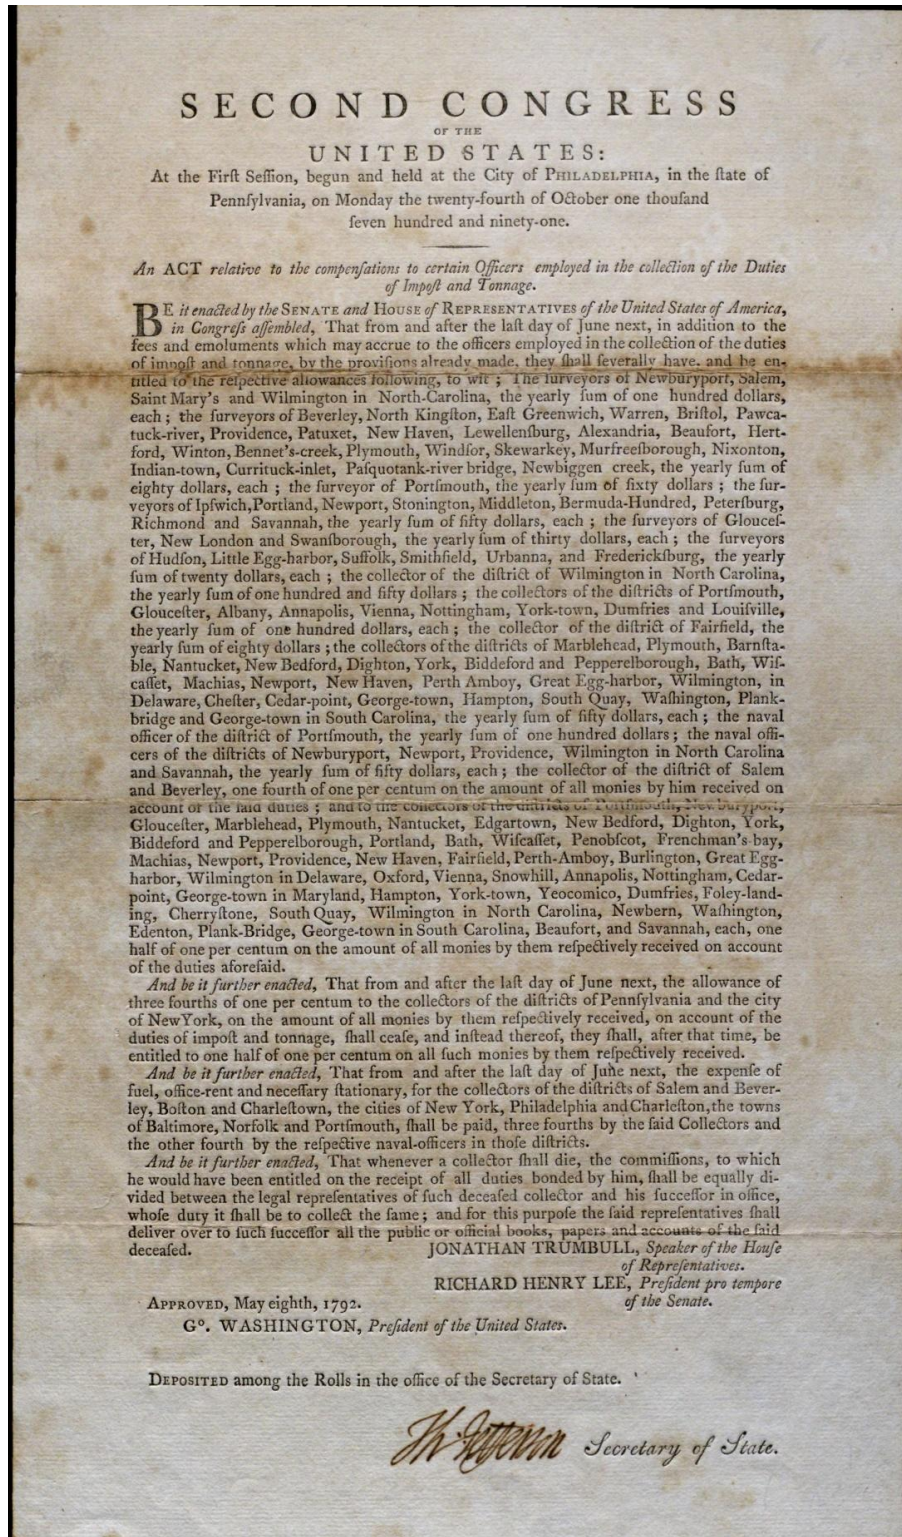 SECOND CONGRESS
OF THE
UNITED STATES:
At the Firſt Seſſion, begun and held at the City of PHILADELPHIA, in the ſtate of
Pennſylvania, on Monday the twenty-fourth of October one thouſand
ſeven hundred and ninety-one.
An ACT relative to the compenſations to certain Officers employed in the collection of the Duties
of Impoſt and Tonnage.
BE it enacted by the SENATE and HOUSE of REPRESENTATIVES of the United States of America,
in Congreſs aſſembled, That from and after the laſt day of June next, in addition to the
fees and emoluments which may accrue to the officers employed in the collection of the duties
of impoſt and tonnage, by the proviſions already made, they ſhall ſeverally have, and be en-
titled to the reſpective allowances following, to wit ; The ſurveyors of Newburyport, Salem,
Saint Mary's and Wilmington in North-Carolina, the yearly ſum of one hundred dollars,
each ; the ſurveyors of Beverley, North Kingſton, Eaſt Greenwich, Warren, Briſtol, Pawca-
tuck-river, Providence, Patuxet, New Haven, Lewellenſburg, Alexandria, Beaufort, Hert-
ford, Winton, Bennet's-creek, Plymouth, Windſor, Skewarkey, Murfreeſborough, Nixonton,
Indian-town, Currituck-inlet, Paſquotank-river bridge, Newbiggen creek, the yearly ſum of
eighty dollars, each ; the ſurveyor of Portſmouth, the yearly ſum of ſixty dollars ; the ſur-
veyors of Ipſwich,Portland, Newport, Stonington, Middleton, Bermuda-Hundred, Peterſburg,
Richmond and Savannah, the yearly ſum of fifty dollars, each ; the ſurveyors of Glouceſ-
ter, New London and Swanſborough, the yearly ſum of thirty dollars, each ; the ſurveyors
of Hudſon, Little Egg-harbor, Suffolk, Smithfield, Urbanna, and Frederickſburg, the yearly
ſum of twenty dollars, each ; the collector of the diſtrict of Wilmington in North Carolina,
the yearly ſum of one hundred and fifty dollars ; the collectors of the diſtricts of Portſmouth,
Glouceſter, Albany, Annapolis, Vienna, Nottingham, York-town, Dumfries and Louiſville,
the yearly ſum of one hundred dollars, each ; the collector of the diſtrict of Fairfield, the
yearly ſum of eighty dollars ; the collectors of the diſtricts of Marblehead, Plymouth, Barnſta-
ble, Nantucket, New Bedford, Dighton, York, Biddeford and Pepperelborough, Bath, Wiſ-
caſſet, Machias, Newport, New Haven, Perth Amboy, Great Egg-harbor, Wilmington, in
Delaware, Cheſter, Cedar-point, George-town, Hampton, South Quay, Waſhington, Plank-
bridge and George-town in South Carolina, the yearly ſum of fifty dollars, each ; the naval
officer of the diſtrict of Portſmouth, the yearly ſum of one hundred dollars ; the naval offi-
cers of the diſtricts of Newburyport, Newport, Providence, Wilmington in North Carolina
and Savannah, the yearly ſum of fifty dollars, each ; the collector of the diſtrict of Salem
and Beverley, one fourth of one per centum on the amount of all monies by him received on
account of the ſaid duties ; and to the collectors of the diſtricts of Portſmouth, Newburyport,
Glouceſter, Marblehead, Plymouth, Nantucket, Edgartown, New Bedford, Dighton, York,
Biddeford and Pepperelborough, Portland, Bath, Wiſcaſſet, Penobſcot, Frenchman's-bay,
Machias, Newport, Providence, New Haven, Fairfield, Perth-Amboy, Burlington, Great Egg-
harbor, Wilmington in Delaware, Oxford, Vienna, Snowhill, Annapolis, Nottingham, Cedar-
point, George-town in Maryland, Hampton, York-town, Yeocomico, Dumfries, Foley-land-
ing, Cherryſtone, South Quay, Wilmington in North Carolina, Newbern, Waſhington,
Edenton, Plank-Bridge, George-town in South Carolina, Beaufort, and Savannah, each, one
half of one per centum on the amount of all monies by them reſpectively received on account
of the duties aforeſaid.
And be it further enacted, That from and after the laſt day of June next, the allowance of
three fourths of one per centum to the collectors of the diſtricts of Pennſylvania and the city
of New York, on the amount of all monies by them reſpectively received, on account of the
duties of impoſt and tonnage, ſhall ceaſe, and inſtead thereof, they ſhall, after that time, be
entitled to one half of one per centum on all ſuch monies by them reſpectively received.
And be it further enacted, That from and after the laſt day of June next, the expenſe of
fuel, office-rent and neceſſary ſtationary, for the collectors of the diſtricts of Salem and Bever-
ley, Boſton and Charleſtown, the cities of New York, Philadelphia and Charleſton,the towns
of Baltimore, Norfolk and Portſmouth, ſhall be paid, three fourths by the ſaid Collectors and
the other fourth by the reſpective naval-officers in thoſe diſtricts.
And be it further enacted, That whenever a collector ſhall die, the commiſſions, to which
he would have been entitled on the receipt of all duties bonded by him, ſhall be equally di-
vided between the legal repreſentatives of ſuch deceaſed collector and his ſucceſſor in office,
whoſe duty it ſhall be to collect the ſame ; and for this purpoſe the ſaid repreſentatives ſhall
deliver over to ſuch ſucceſſor all the public or official books, papers and accounts of the ſaid
deceaſed.
JONATHAN TRUMBULL, Speaker of the Houſe
of Repreſentatives.
RICHARD HENRY LEE, Preſident pro tempore
of the Senate.
APPROVED, May eighth, 1792.
Gº. WASHINGTON, Preſident of the United States.
DEPOSITED among the Rolls in the office of the Secretary of State.
Th: Jefferson Secretary of State.